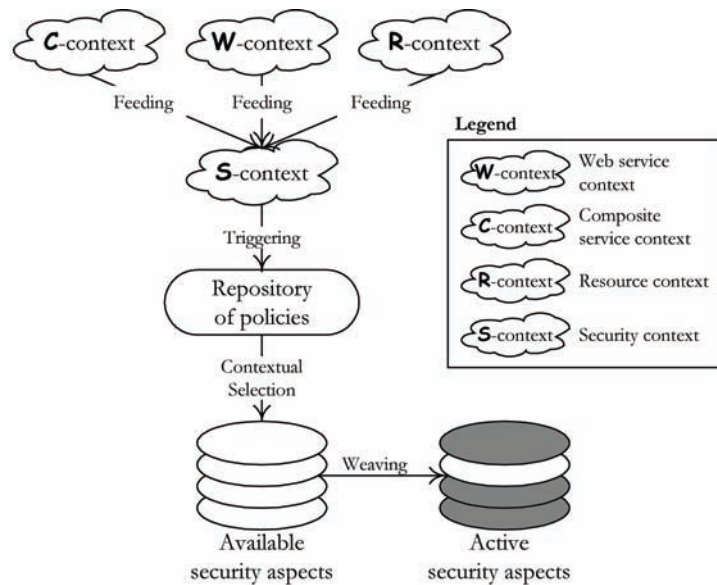 C-context
W-context
R-context
Feeding
Feeding
Feeding
S-context
Triggering
Repository
of policies
Contextual
Selection
Weaving
Available
security aspects
Active
security aspects
Legend
W-context
Web service
context
C-context
Composite
service context
R-context
Resource context
S-context
Security context